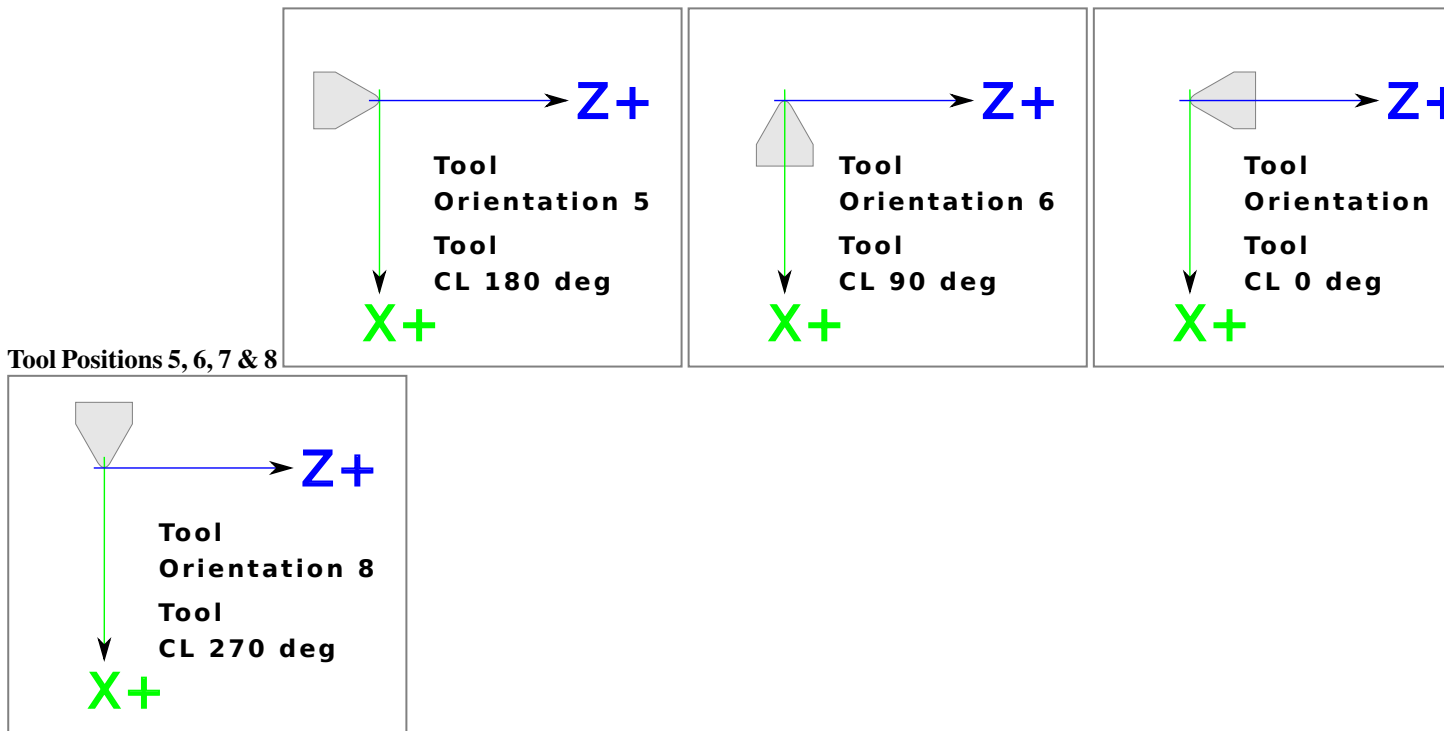 Z+
Tool
Orientation 5
Tool
CL 180 deg
X+
Z+
Tool
Orientation 6
Tool
CL 90 deg
X+
Z+
Tool
Orientation
Tool
CL 0 deg
X+
Tool Positions 5, 6, 7 & 8
Z+
Tool
Orientation 8
Tool
CL 270 deg
X+